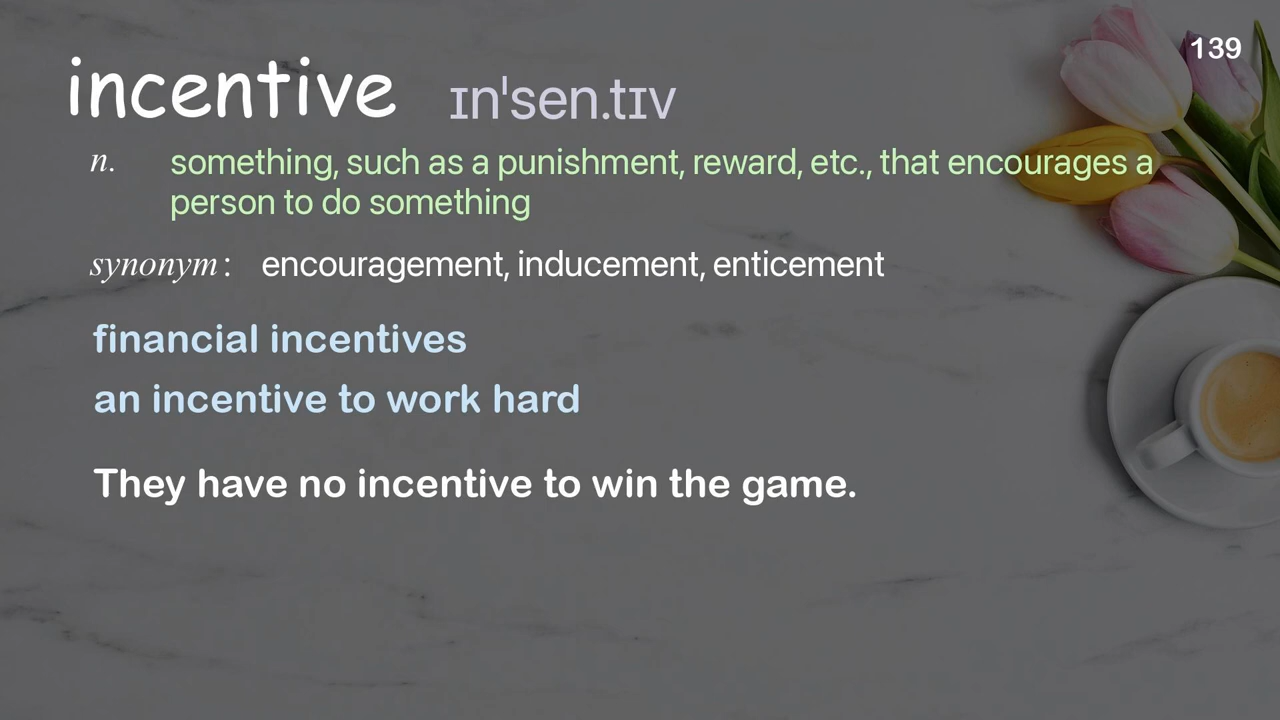 139
incentive ɪnˈsen.tɪv
n. something, such as a punishment, reward, etc., that encourages a
person to do something
synonym: encouragement, inducement, enticement
financial incentives
an incentive to work hard
They have no incentive to win the game.